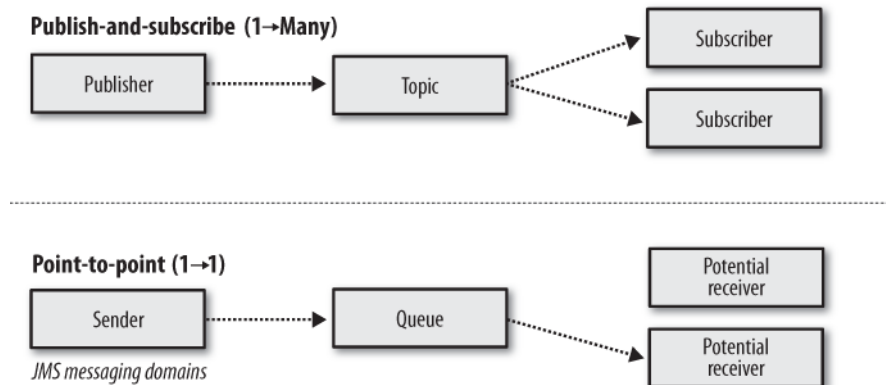 Publish-and-subscribe (1→Many)
Publisher
Topic
Subscriber
Subscriber
Point-to-point (1→1)
Sender
Queue
Potential
receiver
Potential
receiver
JMS messaging domains